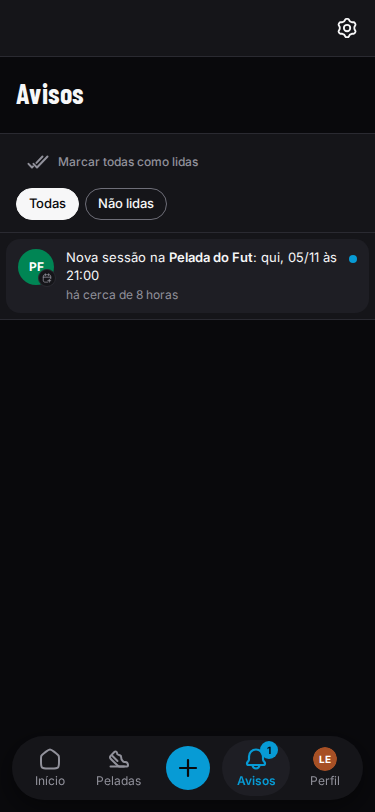 Avisos
Marcar todas como lidas
Todas
Não lidas
PF
Nova sessão na Pelada do Fut: qui, 05/11 às
21:00
há cerca de 8 horas
1
LE
Início
Peladas
Avisos
Perfil